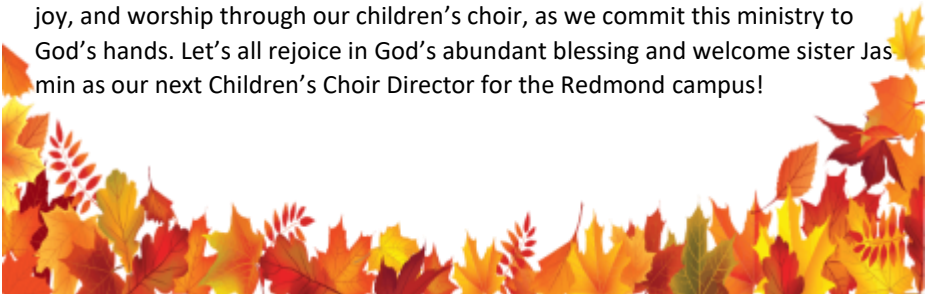 joy, and worship through our children’s choir, as we commit this ministry to
God’s hands. Let’s all rejoice in God’s abundant blessing and welcome sister Jas
min as our next Children’s Choir Director for the Redmond campus!